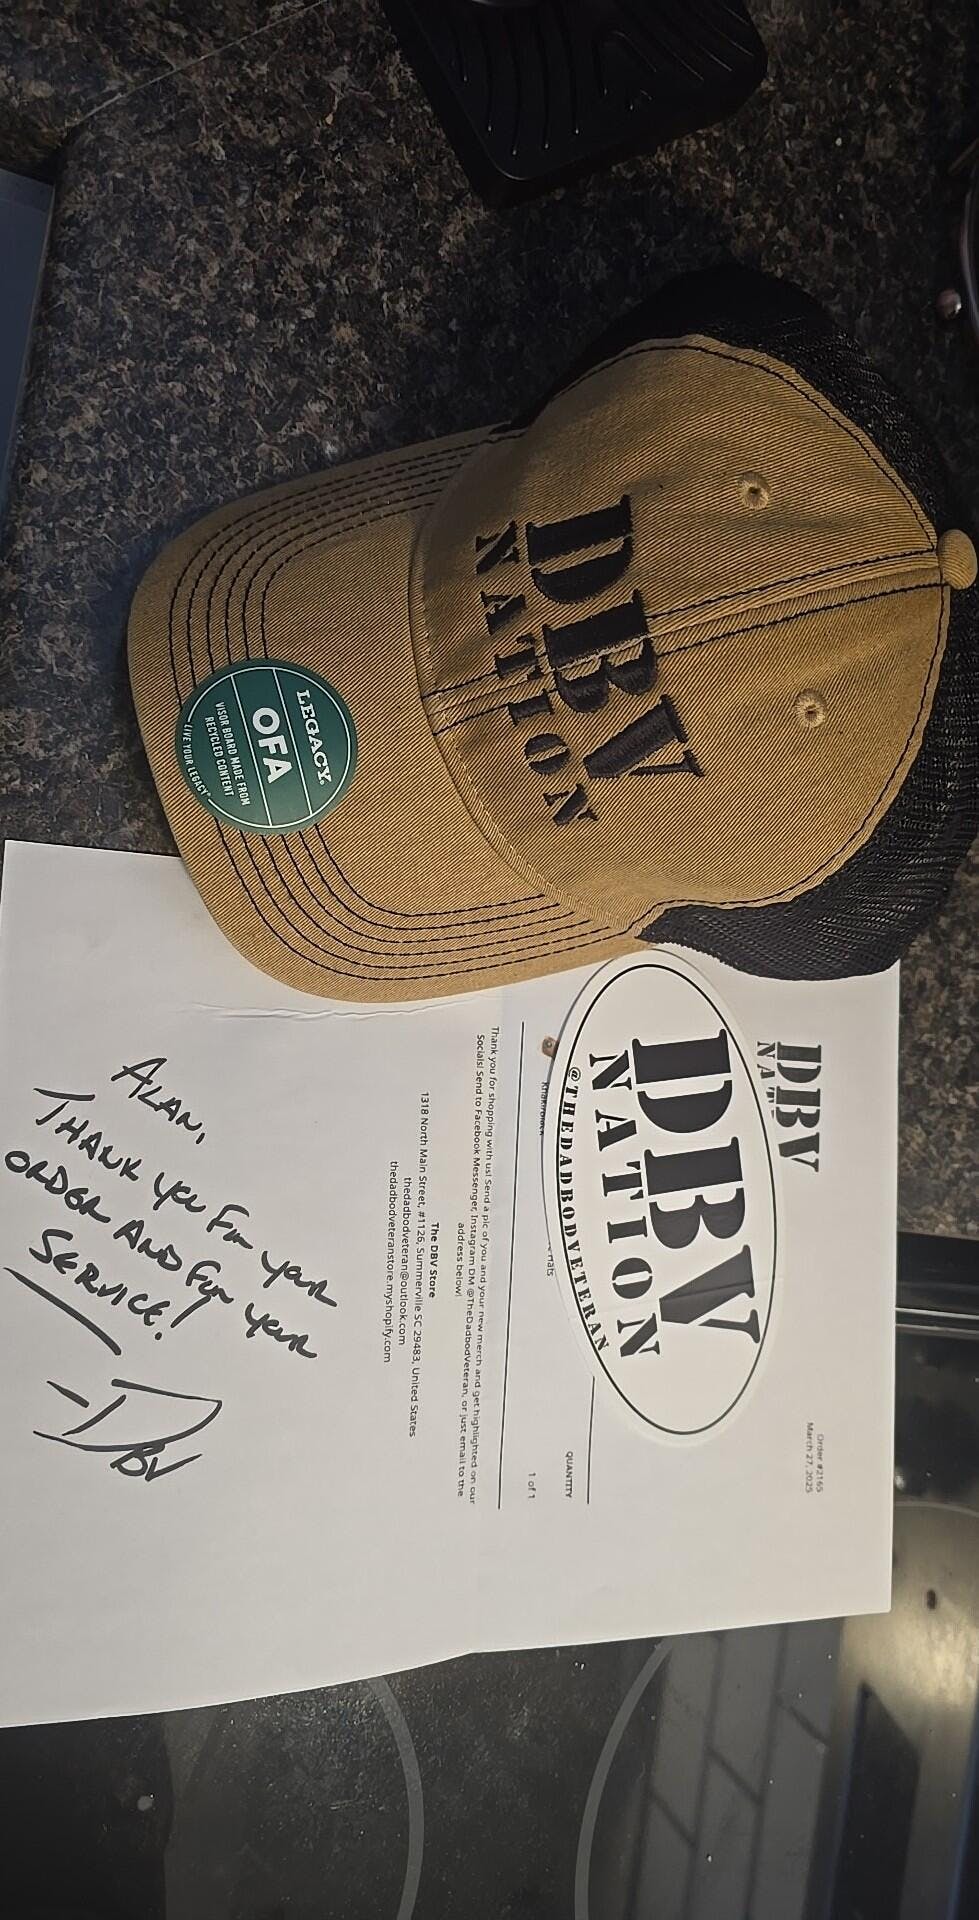 DBV
NATION
LEGACY®
OFA
VISOR BOARD MADE FROM
RECYCLED CONTENT
LIVE YOUR LEGACY®
DBV
Order #2165
March 27, 2025
DBV
NATION
@THEDADBODVETERAN
QUANTITY
1 of 1
Thank you for shopping with us! Send a pic of you and your new merch and get highlighted on our
Socials! Send to Facebook Messenger, Instagram DM @TheDadbodVeteran, or just email to the
address below!
The DBV Store
1318 North Main Street, #1126, Summerville SC 29483, United States
thedadbodveteran@outlook.com
thedadbodveteranstore.myshopify.com
ALAN,
THANK YOU FOR YOUR
ORDER AND FOR YOUR
SERVICE!
-DBV